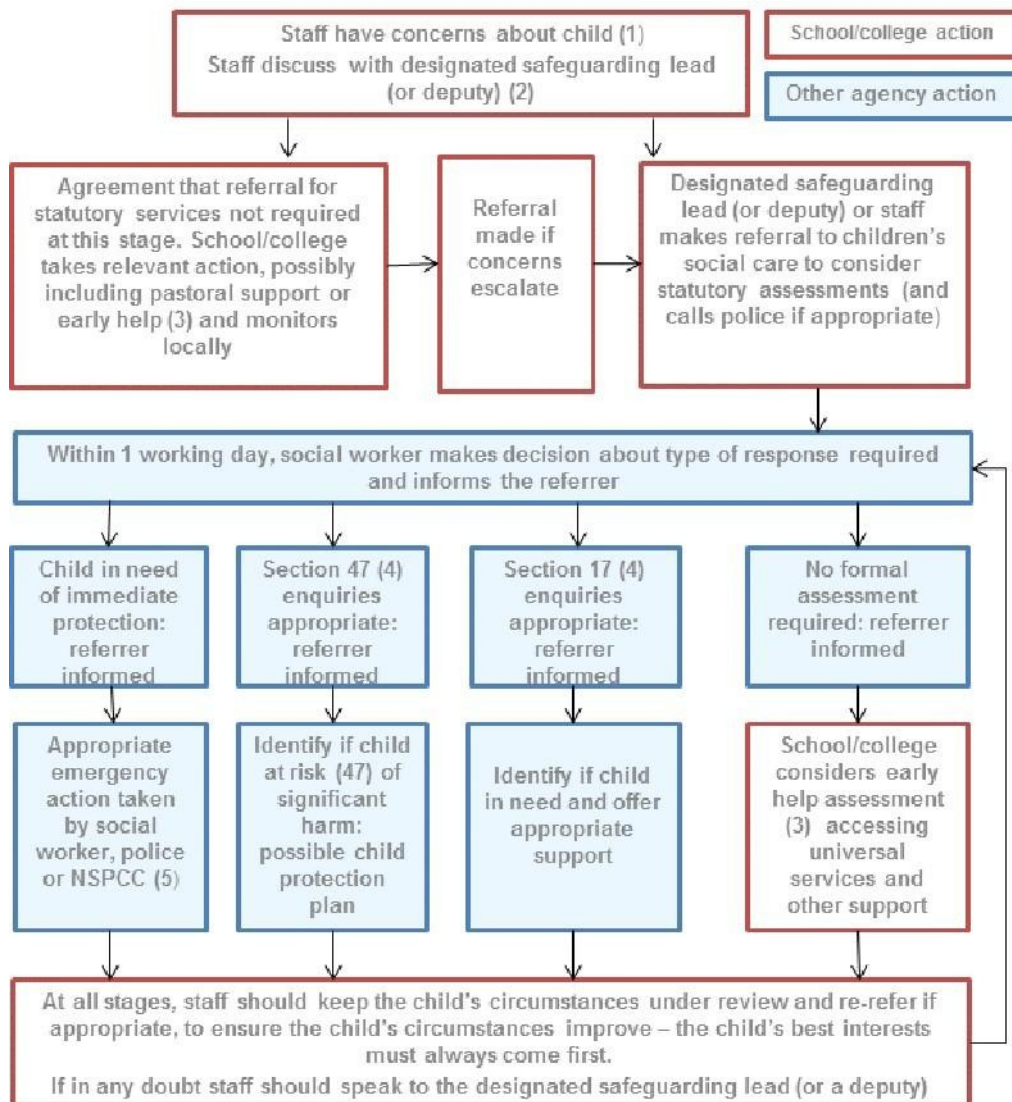 Staff have concerns about child (1)
Staff discuss with designated safeguarding lead
(or deputy) (2)
School/college action
Other agency action
Agreement that referral for
statutory services not required
at this stage. School/college
takes relevant action, possibly
including pastoral support or
early help (3) and monitors
locally
Referral
made if
concerns
escalate
Designated safeguarding
lead (or deputy) or staff
makes referral to children's
social care to consider
statutory assessments (and
calls police if appropriate)
Within 1 working day, social worker makes decision about type of response required
and informs the referrer
Child in need
of immediate
protection:
referrer
informed
Section 47 (4)
enquiries
appropriate:
referrer
informed
Section 17 (4)
enquiries
appropriate:
referrer
informed
No formal
assessment
required: referrer
informed
Appropriate
emergency
action taken
by social
worker, police
or NSPCC (5)
Identify if child
at risk (47) of
significant
harm:
possible child
protection
plan
Identify if child
in need and offer
appropriate
support
School/college
considers early
help assessment
(3) accessing
universal
services and
other support
At all stages, staff should keep the child's circumstances under review and re-refer if
appropriate, to ensure the child's circumstances improve – the child's best interests
must always come first.
If in any doubt staff should speak to the designated safeguarding lead (or a deputy)